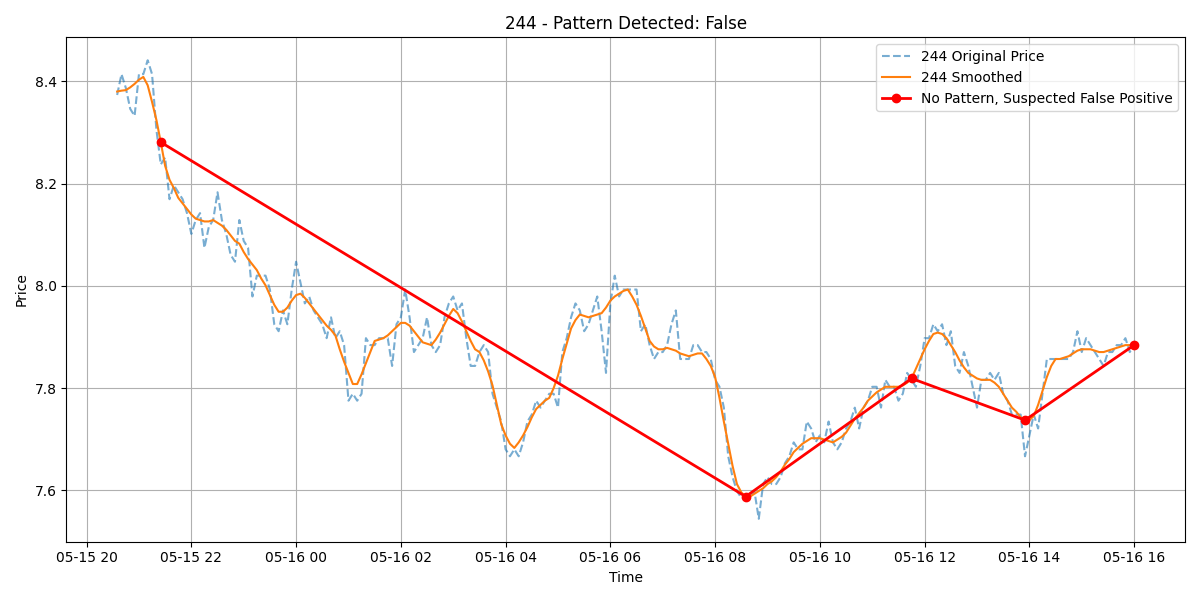 244 - Pattern Detected: False
244 Original Price
244 Smoothed
No Pattern, Suspected False Positive
Price
8.4
8.2
8.0
7.8
7.6
05-15 20
05-15 22
05-16 00
05-16 02
05-16 04
05-16 06
05-16 08
05-16 10
05-16 12
05-16 14
05-16 16
Time